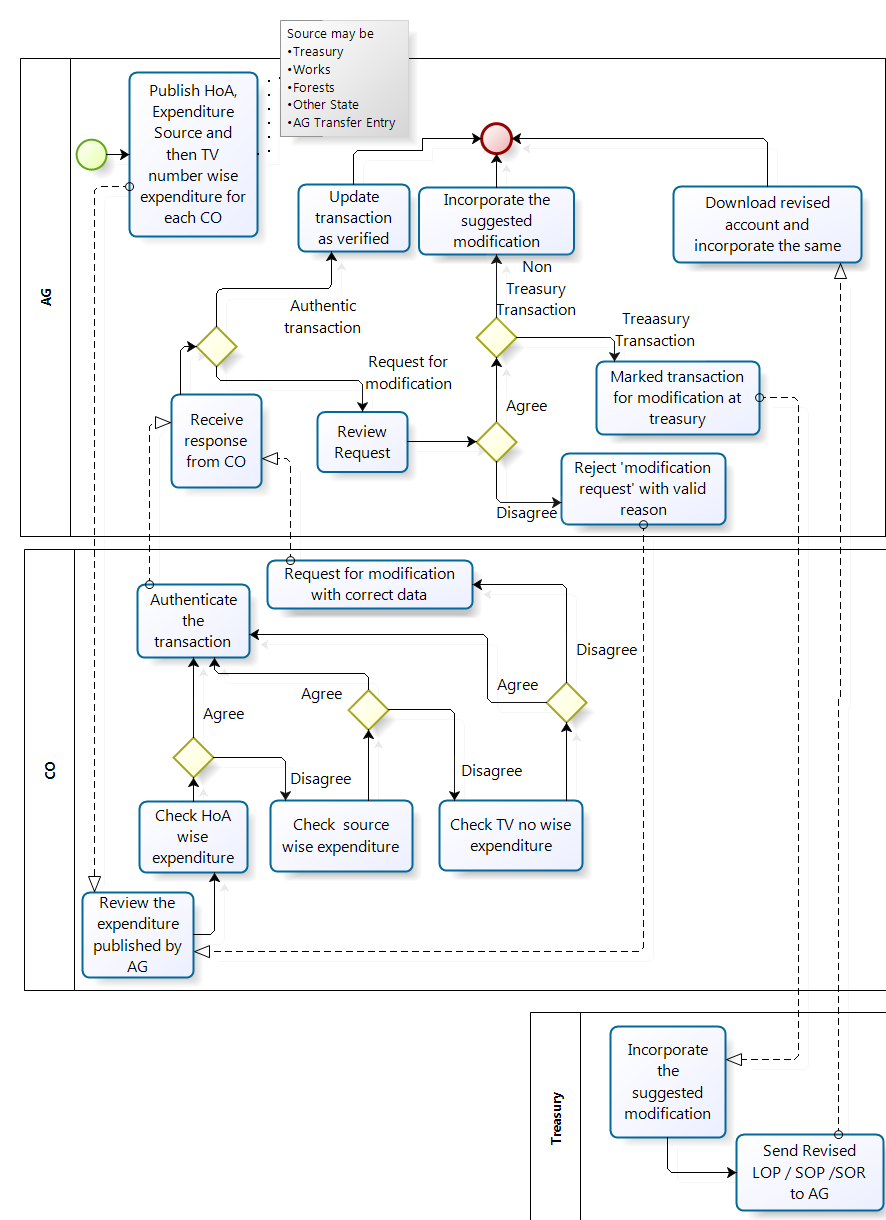 Source may be
•Treasury
•Works
•Forests
•Other State
•AG Transfer Entry
AG
Publish HoA,
Expenditure
Source and
then TV
number wise
expenditure for
each CO
Update
transaction
as verified
Incorporate the
suggested
modification
Download revised
account and
incorporate the same
Non
Treasury
Transaction
Authentic
transaction
Treaasury
Transaction
Request for
modification
Marked transaction
for modification at
treasury
Agree
Receive
response
from CO
Review
Request
Reject 'modification
request' with valid
reason
Disagree
CO
Request for modification
with correct data
Authenticate
the
transaction
Disagree
Agree
Agree
Agree
Disagree
Disagree
Check HoA
wise
expenditure
Check source
wise expenditure
Check TV no wise
expenditure
Review the
expenditure
published by
AG
Treasury
Incorporate
the
suggested
modification
Send Revised
LOP / SOP /SOR
to AG